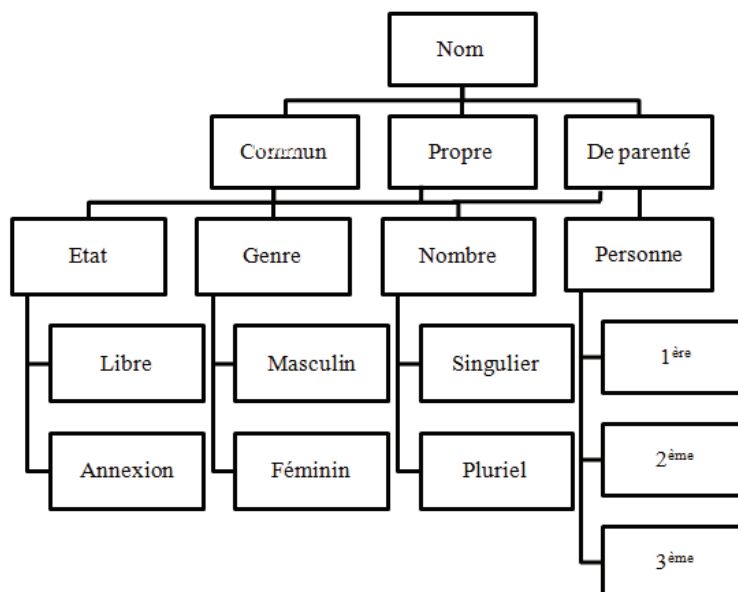 Nom
Commun
Propre
De parenté
Etat
Genre
Nombre
Personne
Libre
Masculin
Singulier
1ère
Annexion
Féminin
Pluriel
2ème
3ème